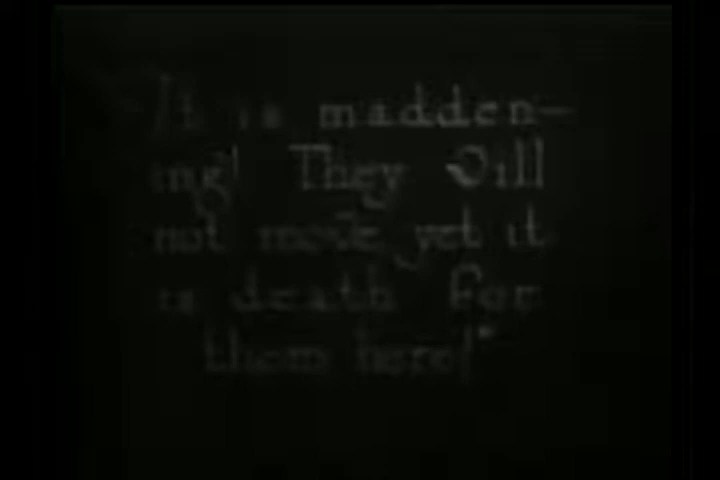 It is madden-
ing! They will
not move yet it
is death for
them here!"